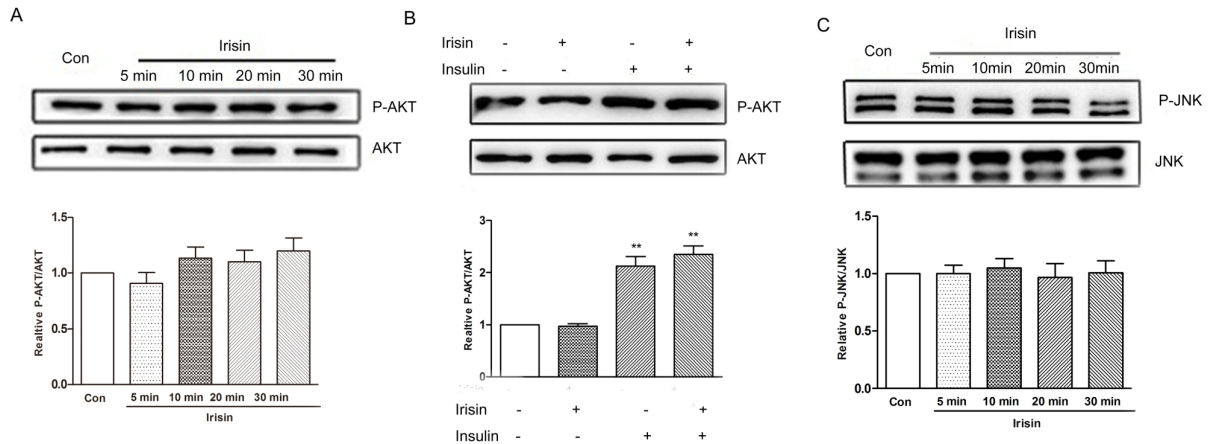 A
Irisin
Con
5 min 10 min 20 min 30 min
P-AKT
AKT
1.5
1.0
0.5
0.0
Realtive P-AKT/AKT
Con 5 min 10 min 20 min 30 min
Irisin
B
Irisin - + - +
Insulin - - + +
P-AKT
AKT
3
2
1
0
Realtive P-AKT/AKT
** **
Irisin - + - +
Insulin - - + +
C
Irisin
Con
5min 10min 20min 30min
P-JNK
JNK
1.5
1.0
0.5
0.0
Relative P-JNK/JNK
Con 5 min 10 min 20 min 30 min
Irisin